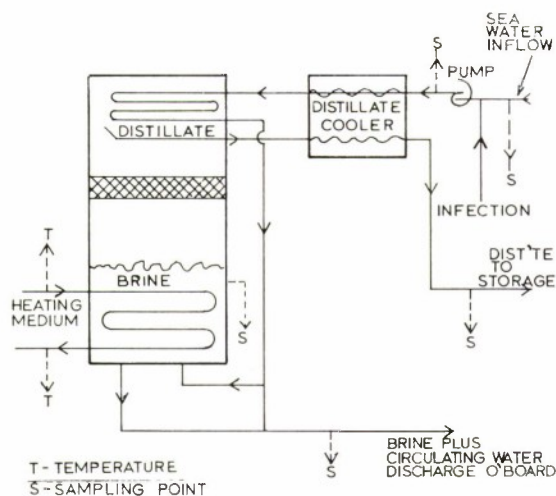 SEA
WATER
INFLOW
S
PUMP
DISTILLATE
COOLER
DISTILLATE
S
INFECTION
T
DIST'TE
TO
STORAGE
BRINE
HEATING
MEDIUM
S
S
T
BRINE PLUS
CIRCULATING WATER
DISCHARGE O'BOARD
S
T-TEMPERATURE
S-SAMPLING POINT